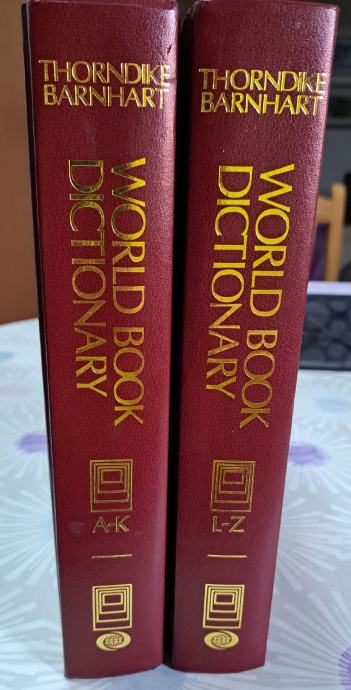 THORNDIKE
BARNHART
WORLD BOOK
DICTIONARY
A-K
THORNDIKE
BARNHART
WORLD BOOK
DICTIONARY
L-Z